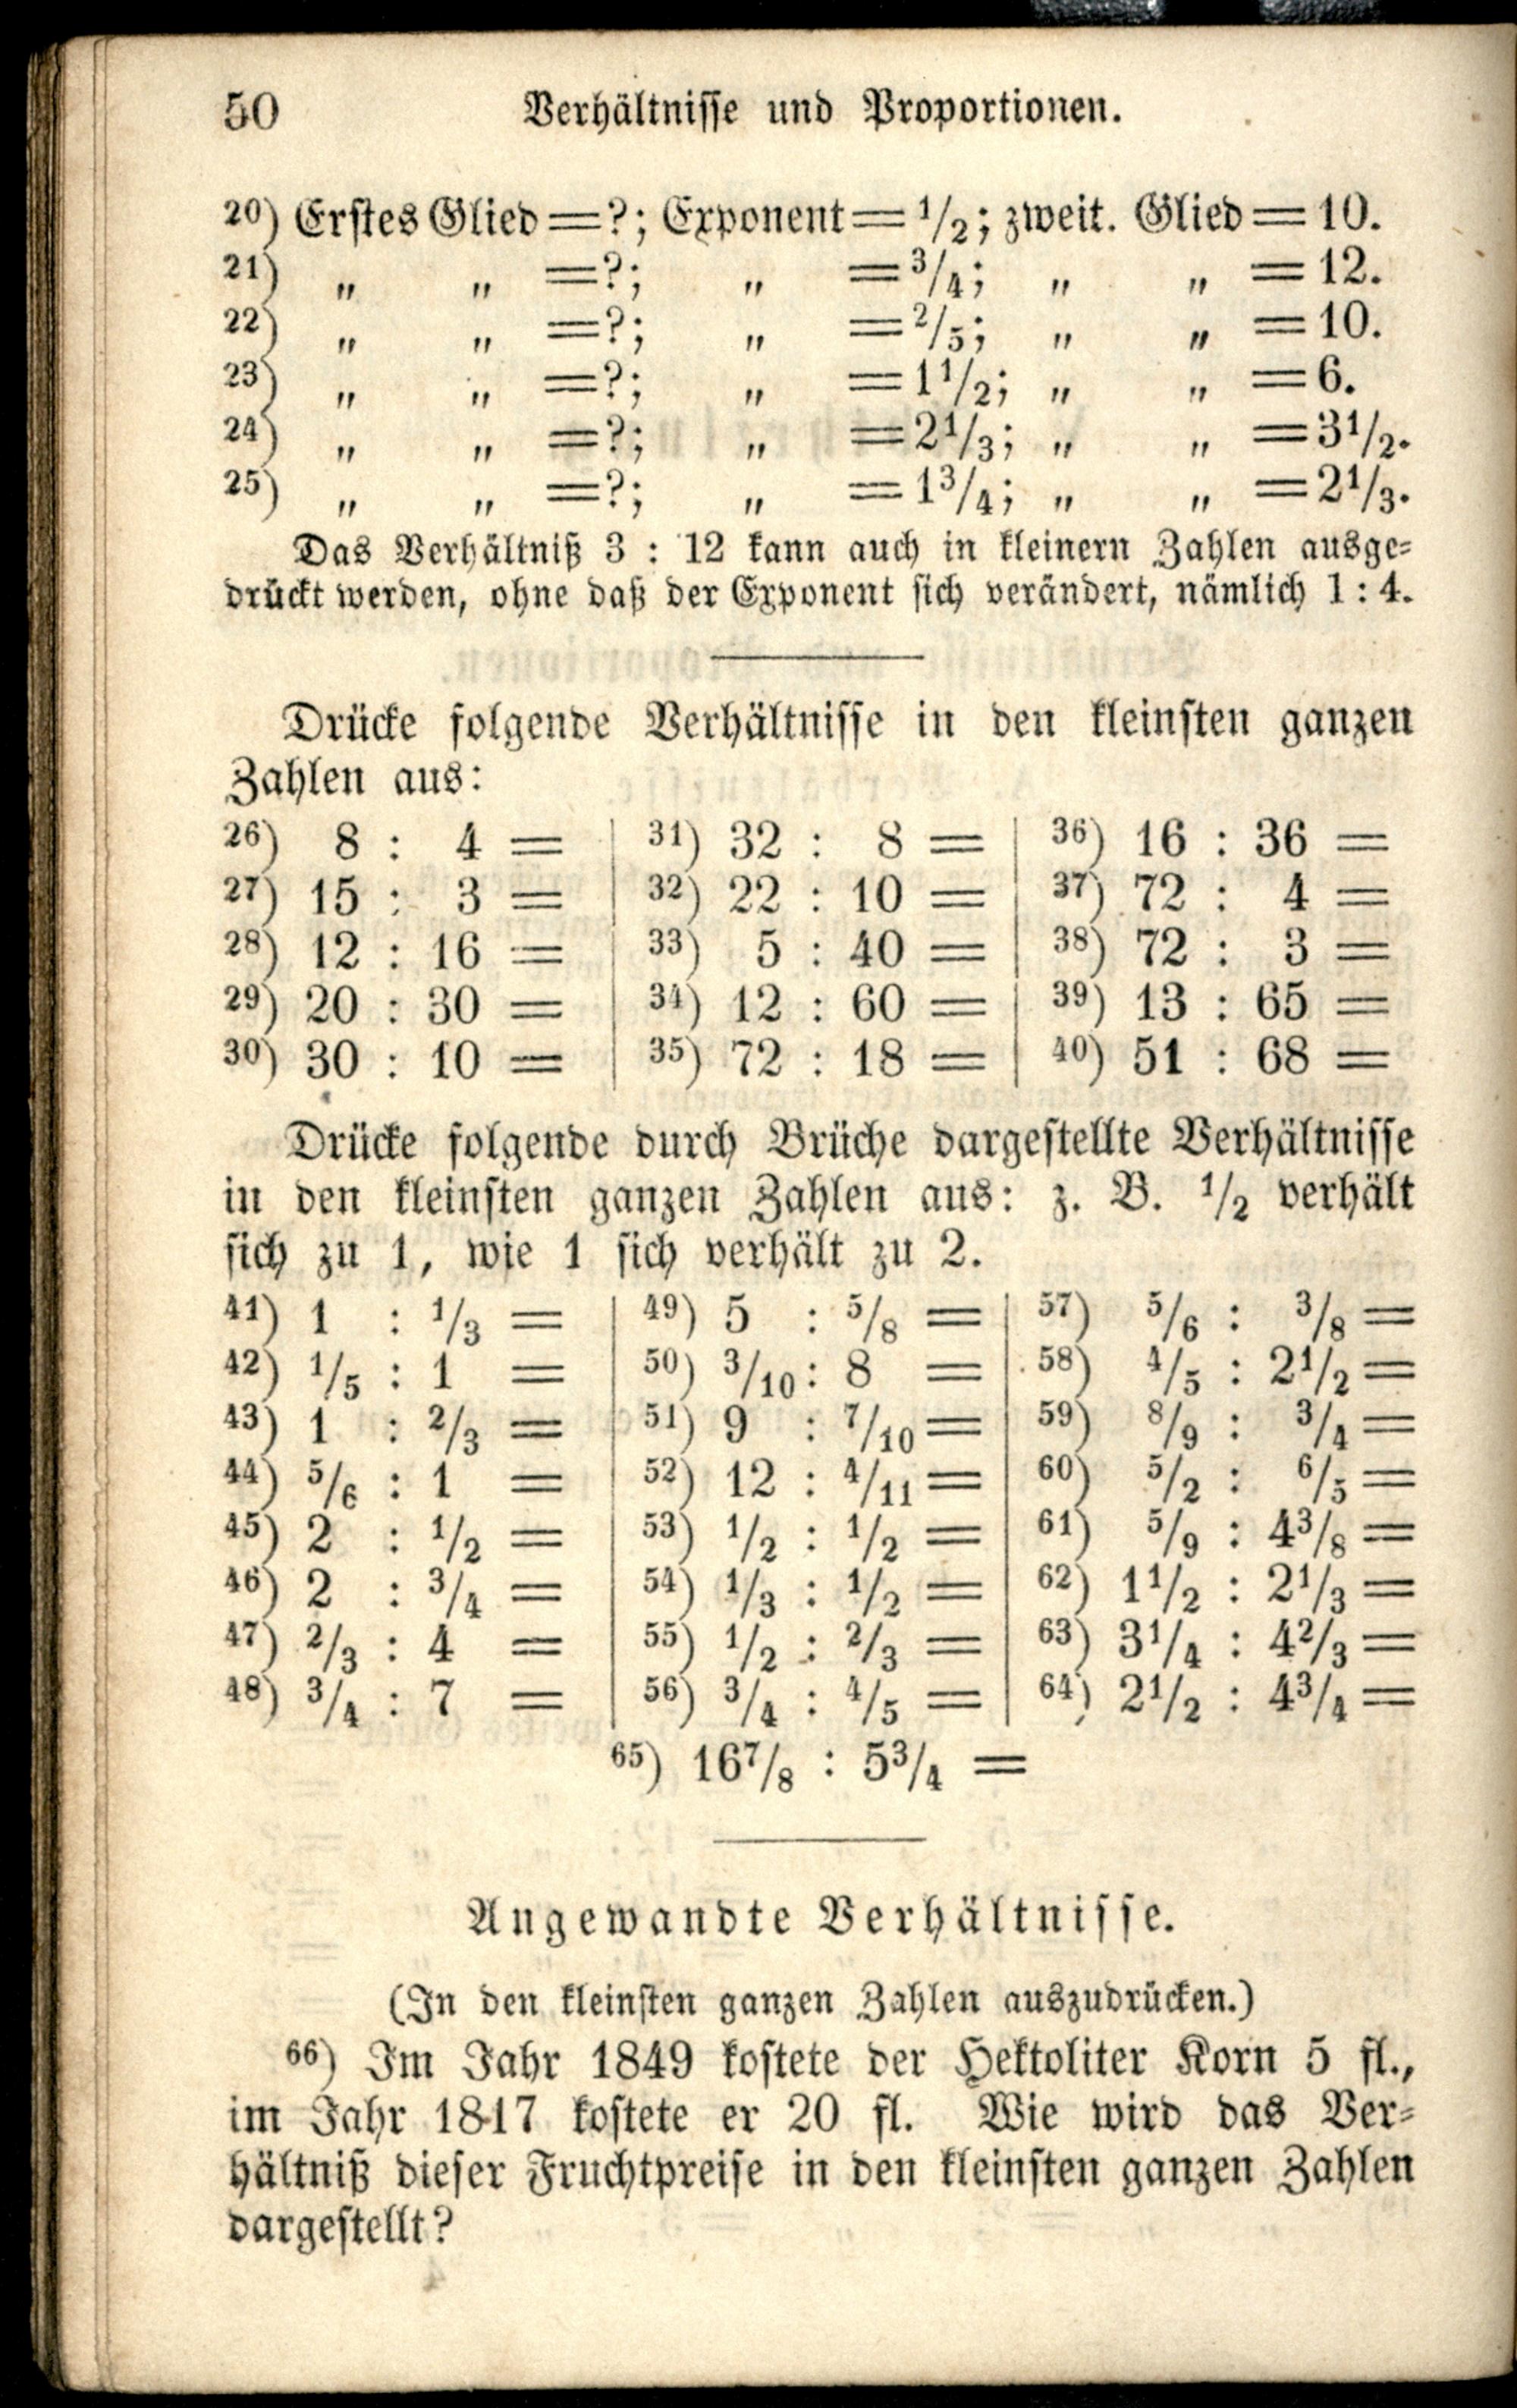 50 Verhältnisse und Proportionen.
20) Erstes Glied = ?; Exponent = 1/2; zweit. Glied = 10.
21) „ „ = ?; „ = 3/4; „ „ = 12.
22) „ „ = ?; „ = 2/5; „ „ = 10.
23) „ „ = ?; „ = 1 1/2; „ „ = 6.
24) „ „ = ?; „ = 2 1/3; „ „ = 3 1/2.
25) „ „ = ?; „ = 1 3/4; „ „ = 2 1/3.
Das Verhältniß 3 : 12 kann auch in kleinern Zahlen ausge-
drückt werden, ohne daß der Exponent sich verändert, nämlich 1 : 4.
Drücke folgende Verhältnisse in den kleinsten ganzen
Zahlen aus:
26) 8 : 4 = | 31) 32 : 8 = | 36) 16 : 36 =
27) 15 : 3 = | 32) 22 : 10 = | 37) 72 : 4 =
28) 12 : 16 = | 33) 5 : 40 = | 38) 72 : 3 =
29) 20 : 30 = | 34) 12 : 60 = | 39) 13 : 65 =
30) 30 : 10 = | 35) 72 : 18 = | 40) 51 : 68 =
Drücke folgende durch Brüche dargestellte Verhältnisse
in den kleinsten ganzen Zahlen aus: z. B. 1/2 verhält
sich zu 1, wie 1 sich verhält zu 2.
41) 1 : 1/3 = | 49) 5 : 5/8 = | 57) 5/6 : 3/8 =
42) 1/5 : 1 = | 50) 3/10 : 8 = | 58) 4/5 : 2 1/2 =
43) 1 : 2/3 = | 51) 9 : 7/10 = | 59) 8/9 : 3/4 =
44) 5/6 : 1 = | 52) 12 : 4/11 = | 60) 5/2 : 6/5 =
45) 2 : 1/2 = | 53) 1/2 : 1/2 = | 61) 5/9 : 4 3/8 =
46) 2 : 3/4 = | 54) 1/3 : 1/2 = | 62) 1 1/2 : 2 1/3 =
47) 2/3 : 4 = | 55) 1/2 : 2/3 = | 63) 3 1/4 : 4 2/3 =
48) 3/4 : 7 = | 56) 3/4 : 4/5 = | 64) 2 1/2 : 4 3/4 =
65) 16 7/8 : 5 3/4 =
Angewandte Verhältnisse.
(In den kleinsten ganzen Zahlen auszudrücken.)
66) Im Jahr 1849 kostete der Hektoliter Korn 5 fl.,
im Jahr 1817 kostete er 20 fl. Wie wird das Ver-
hältniß dieser Fruchtpreise in den kleinsten ganzen Zahlen
dargestellt?